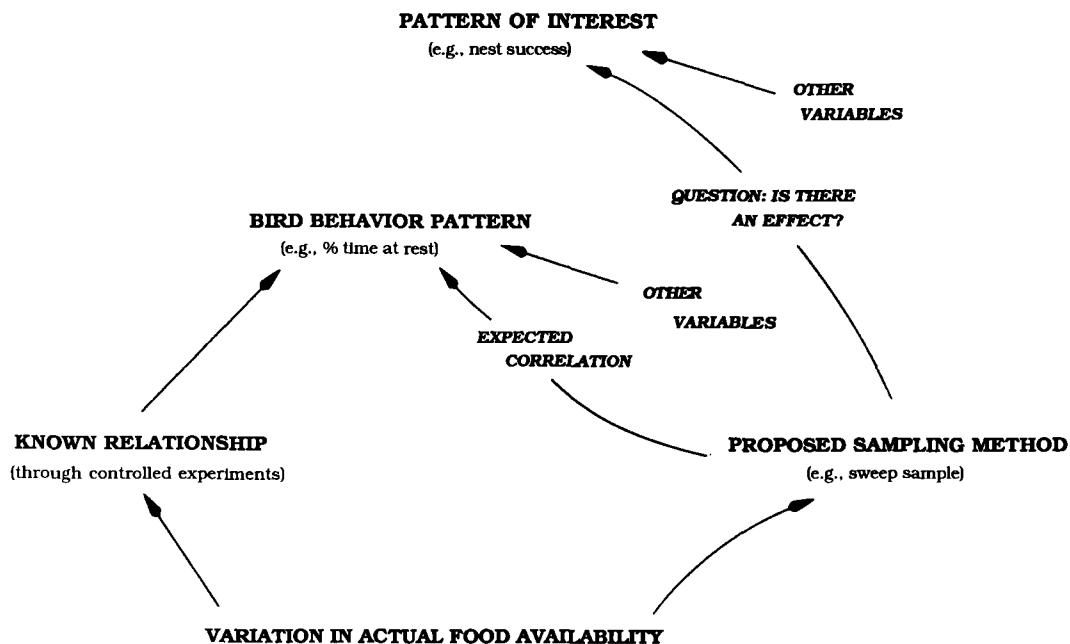 PATTERN OF INTEREST
(e.g., nest success)
OTHER
VARIABLES
QUESTION: IS THERE
AN EFFECT?
BIRD BEHAVIOR PATTERN
(e.g., % time at rest)
OTHER
VARIABLES
EXPECTED
CORRELATION
KNOWN RELATIONSHIP
(through controlled experiments)
PROPOSED SAMPLING METHOD
(e.g., sweep sample)
VARIATION IN ACTUAL FOOD AVAILABILITY